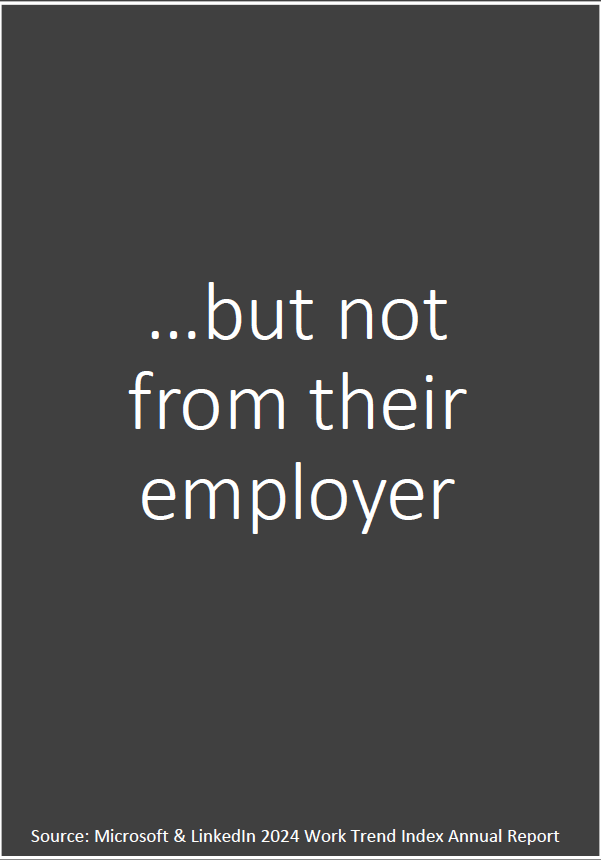 ...but not
from their
employer
Source: Microsoft & LinkedIn 2024 Work Trend Index Annual Report